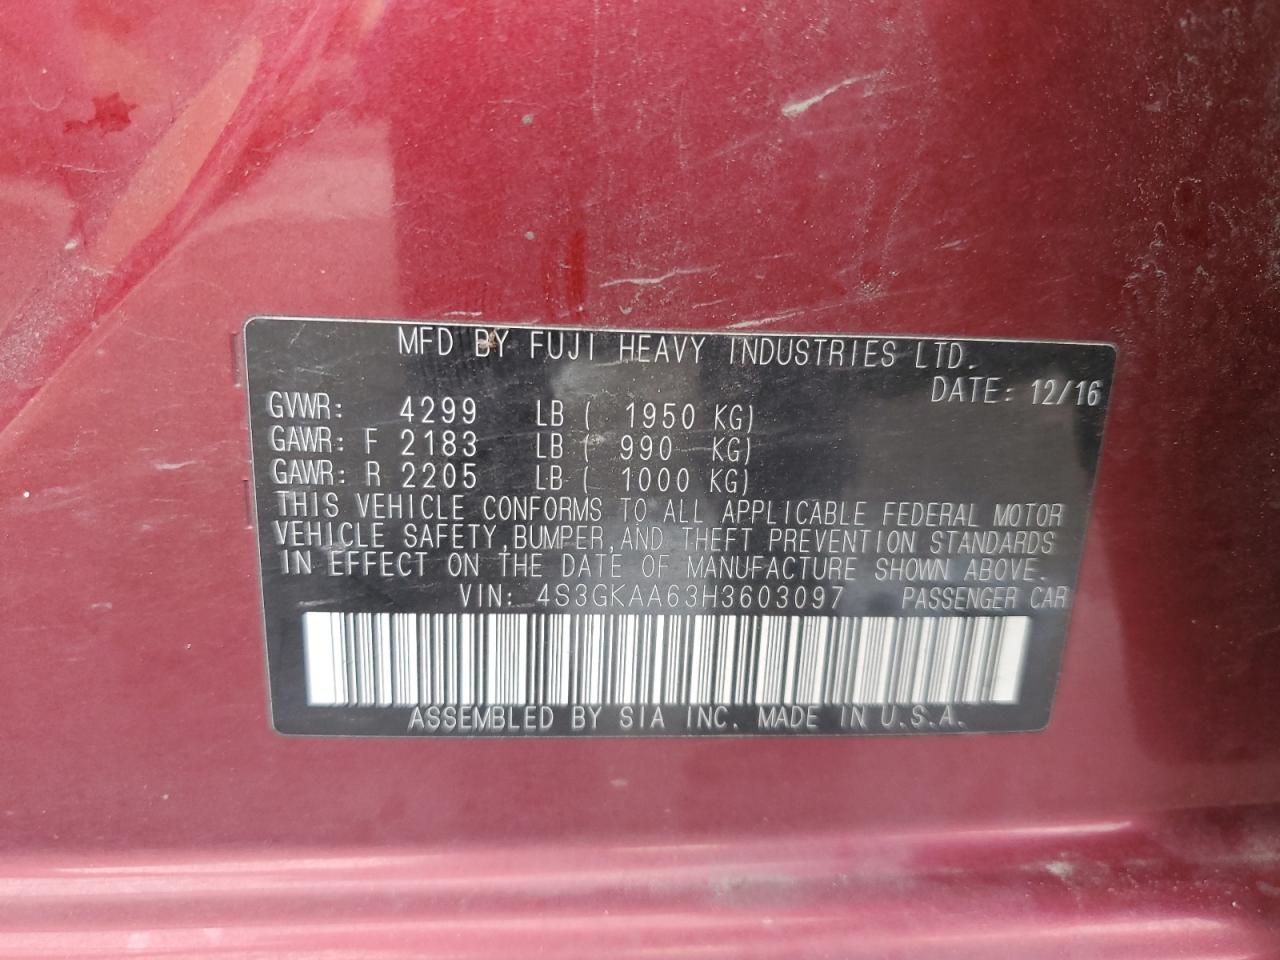 MFD BY FUJI HEAVY INDUSTRIES LTD.
DATE: 12/16
GVWR: 4299 LB ( 1950 KG)
GAWR: F 2183 LB ( 990 KG)
GAWR: R 2205 LB ( 1000 KG)
THIS VEHICLE CONFORMS TO ALL APPLICABLE FEDERAL MOTOR
VEHICLE SAFETY,BUMPER,AND THEFT PREVENTION STANDARDS
IN EFFECT ON THE DATE OF MANUFACTURE SHOWN ABOVE.
VIN: 4S3GKAA63H3603097 PASSENGER CAR
ASSEMBLED BY SIA INC. MADE IN U.S.A.